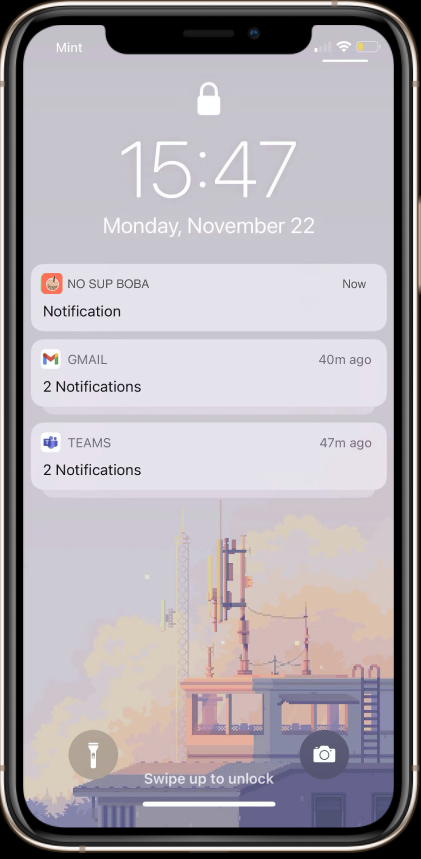 Mint
15:47
Monday, November 22
NO SUP BOBA Now
Notification
GMAIL 40m ago
2 Notifications
TEAMS 47m ago
2 Notifications
Swipe up to unlock